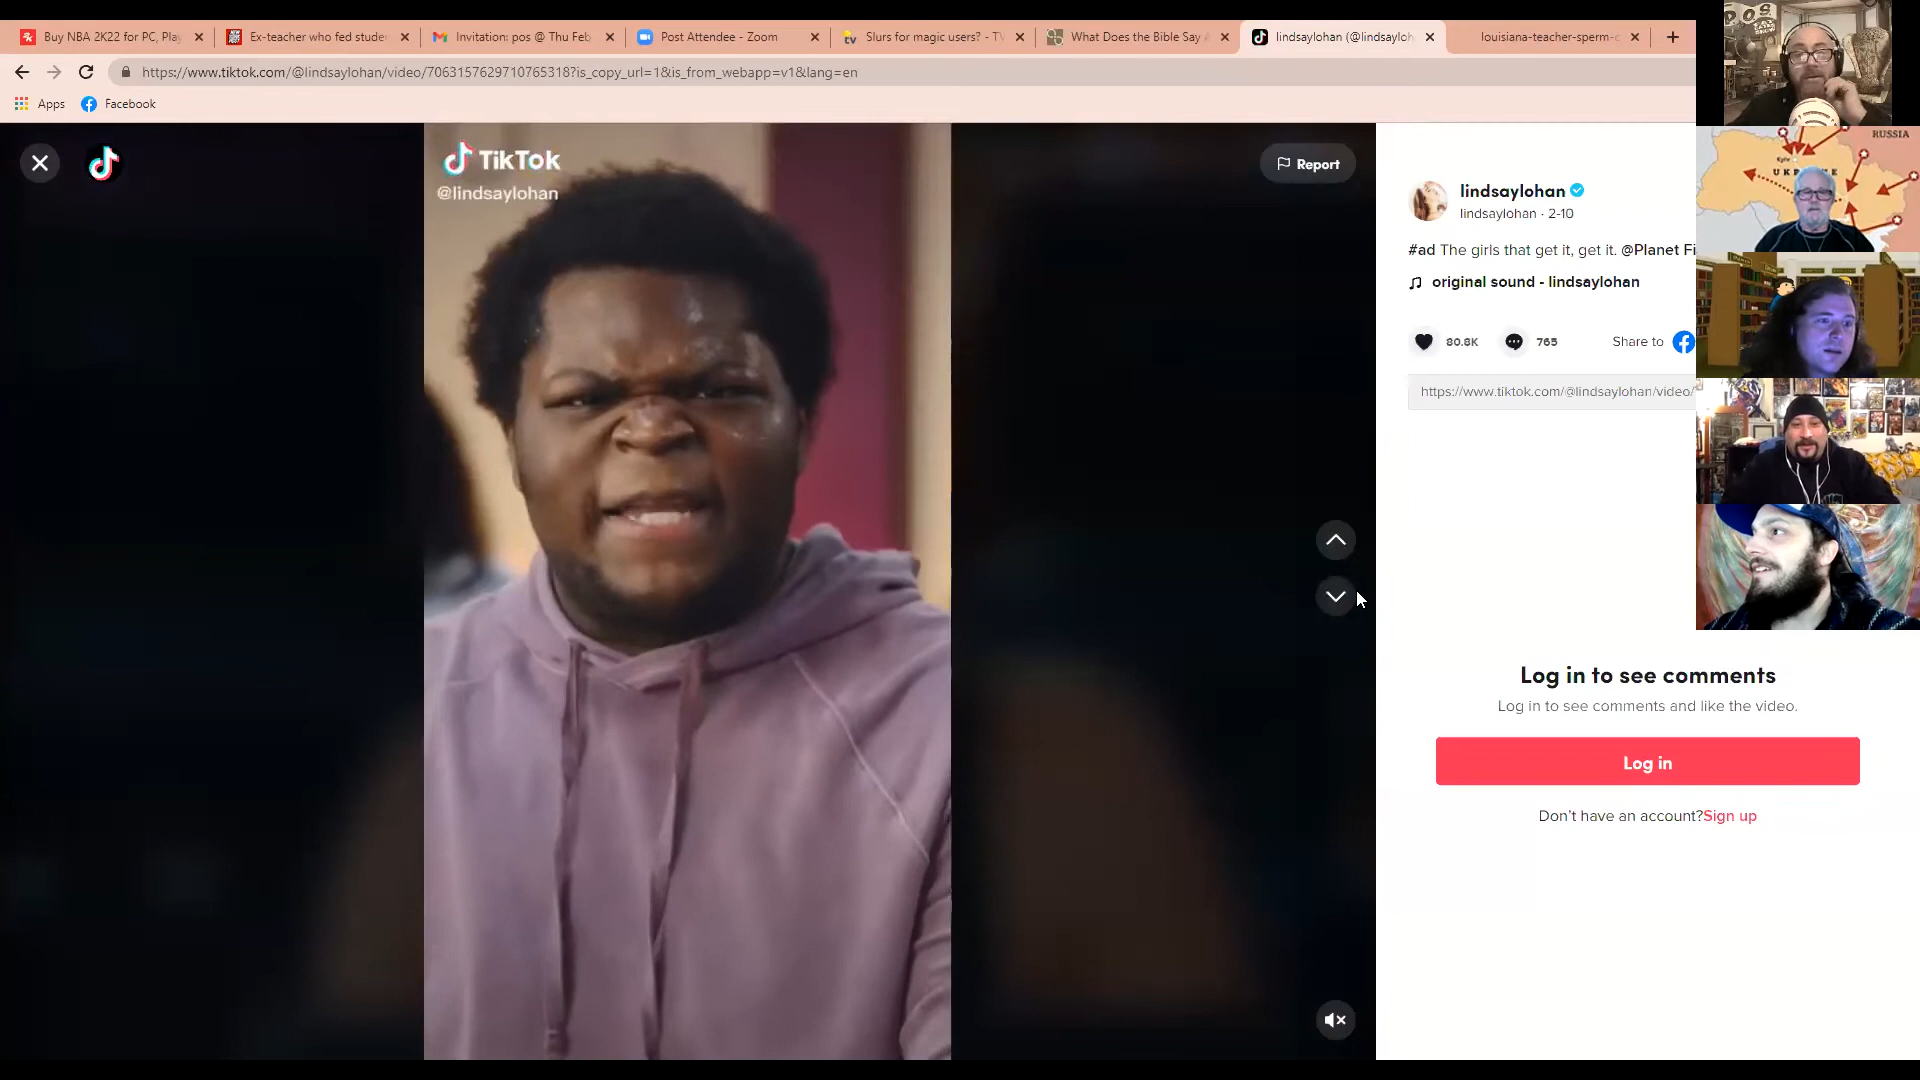 Buy NBA 2K22 for PC, Play
Ex-teacher who fed stude
Invitation: pos @ Thu Feb
Post Attendee - Zoom
Slurs for magic users? - TV
What Does the Bible Say A
lindsaylohan (@lindsayloh
louisiana-teacher-sperm-c
https://www.tiktok.com/@lindsaylohan/video/7063157629710765318?is_copy_url=1&is_from_webapp=v1&lang=en
Apps
Facebook
TikTok
@lindsaylohan
Report
lindsaylohan
lindsaylohan · 2-10
#ad The girls that get it, get it. @Planet Fi
original sound - lindsaylohan
80.8K
765
Share to
https://www.tiktok.com/@lindsaylohan/video/
Log in to see comments
Log in to see comments and like the video.
Log in
Don't have an account?Sign up
P.O.S.
RUSSIA
Kyiv